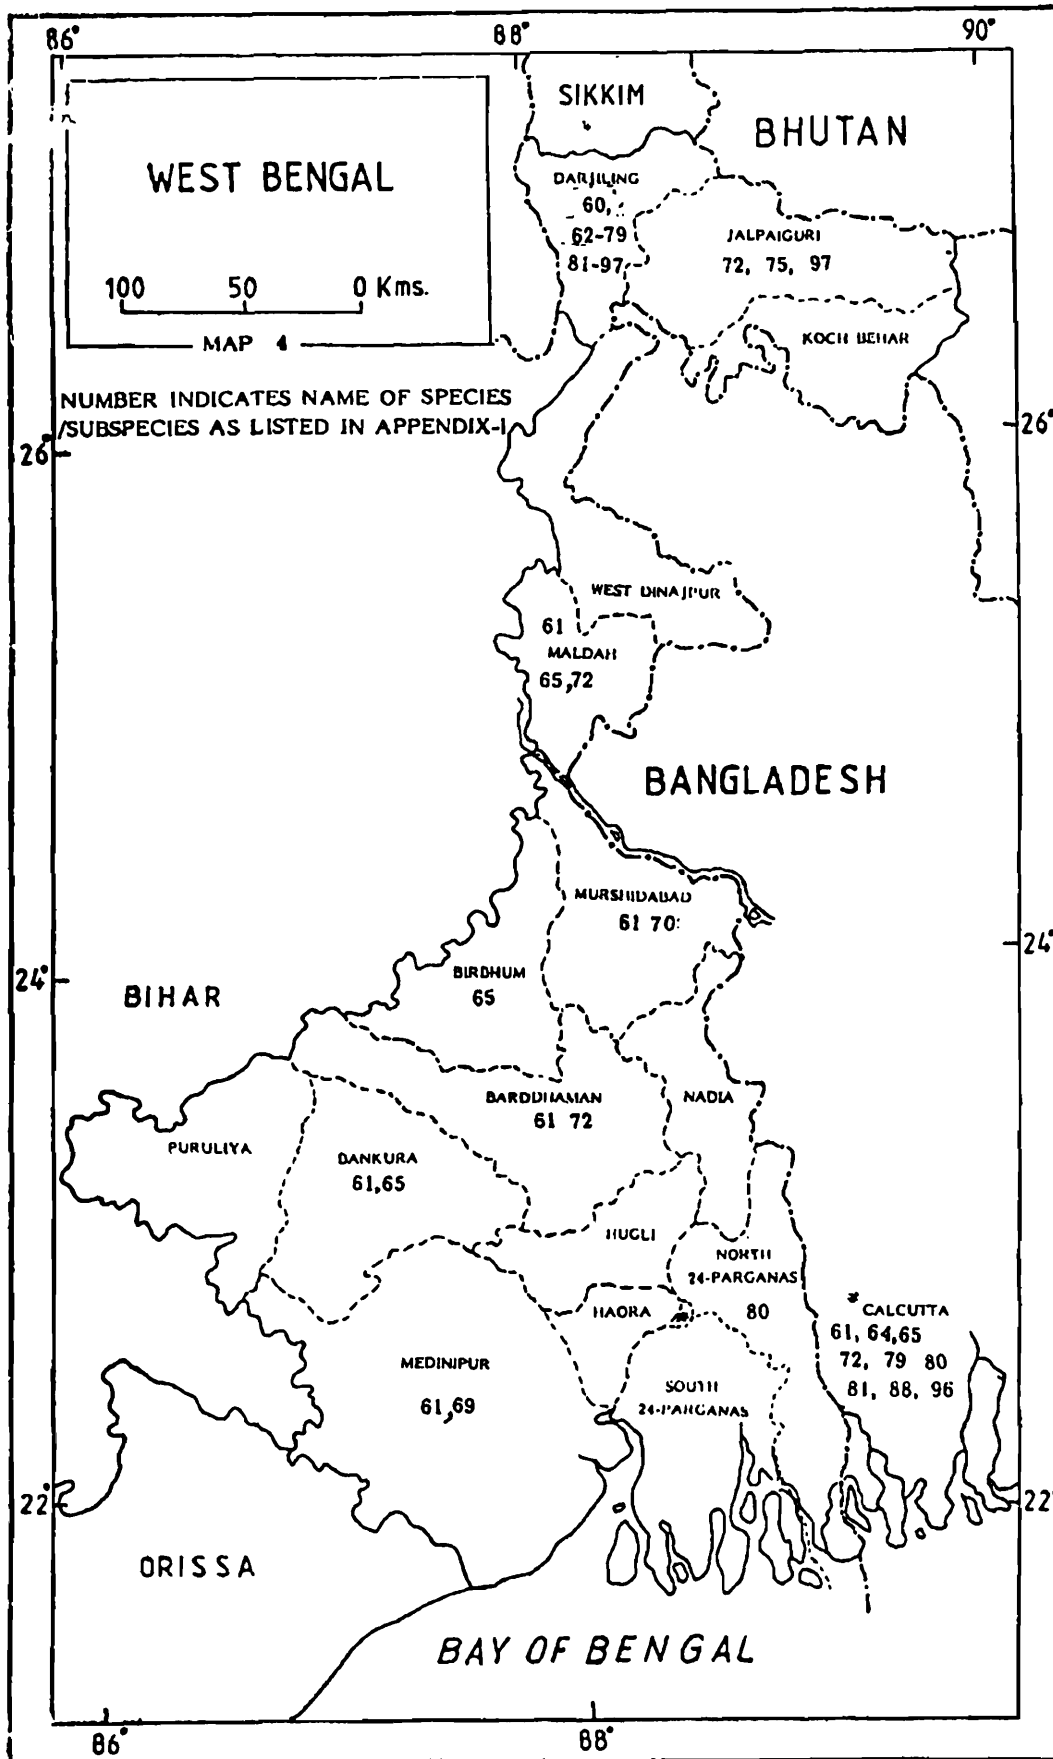 86° 88° 90°
SIKKIM
BHUTAN
WEST BENGAL
DARJILING
60,
62-79
81-97
JALPAIGURI
72, 75, 97
100 50 0 Kms.
MAP 4
KOCH BEHAR
NUMBER INDICATES NAME OF SPECIES
/SUBSPECIES AS LISTED IN APPENDIX-I
26° 26°
WEST DINAJPUR
61
MALDAH
65,72
BANGLADESH
MURSHIDABAD
61 70
24° 24°
BIRDHUM
65
BIHAR
BARDDHAMAN
61 72
NADIA
PURULIYA
BANKURA
61,65
HUGLI
NORTH
24-PARGANAS
80
HAORA
* CALCUTTA
61, 64,65
72, 79 80
81, 88, 96
MEDINIPUR
61,69
SOUTH
24-PARGANAS
22° 22°
ORISSA
BAY OF BENGAL
86° 88°